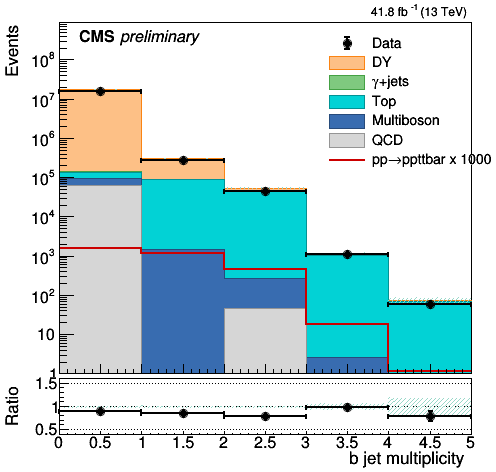 41.8 fb⁻¹ (13 TeV)
CMS preliminary
Events
Data
DY
γ+jets
Top
Multiboson
QCD
pp→ppttbar x 1000
10⁸
10⁷
10⁶
10⁵
10⁴
10³
10²
10
1
Ratio
1.5
1
0.5
0 0.5 1 1.5 2 2.5 3 3.5 4 4.5 5
b jet multiplicity